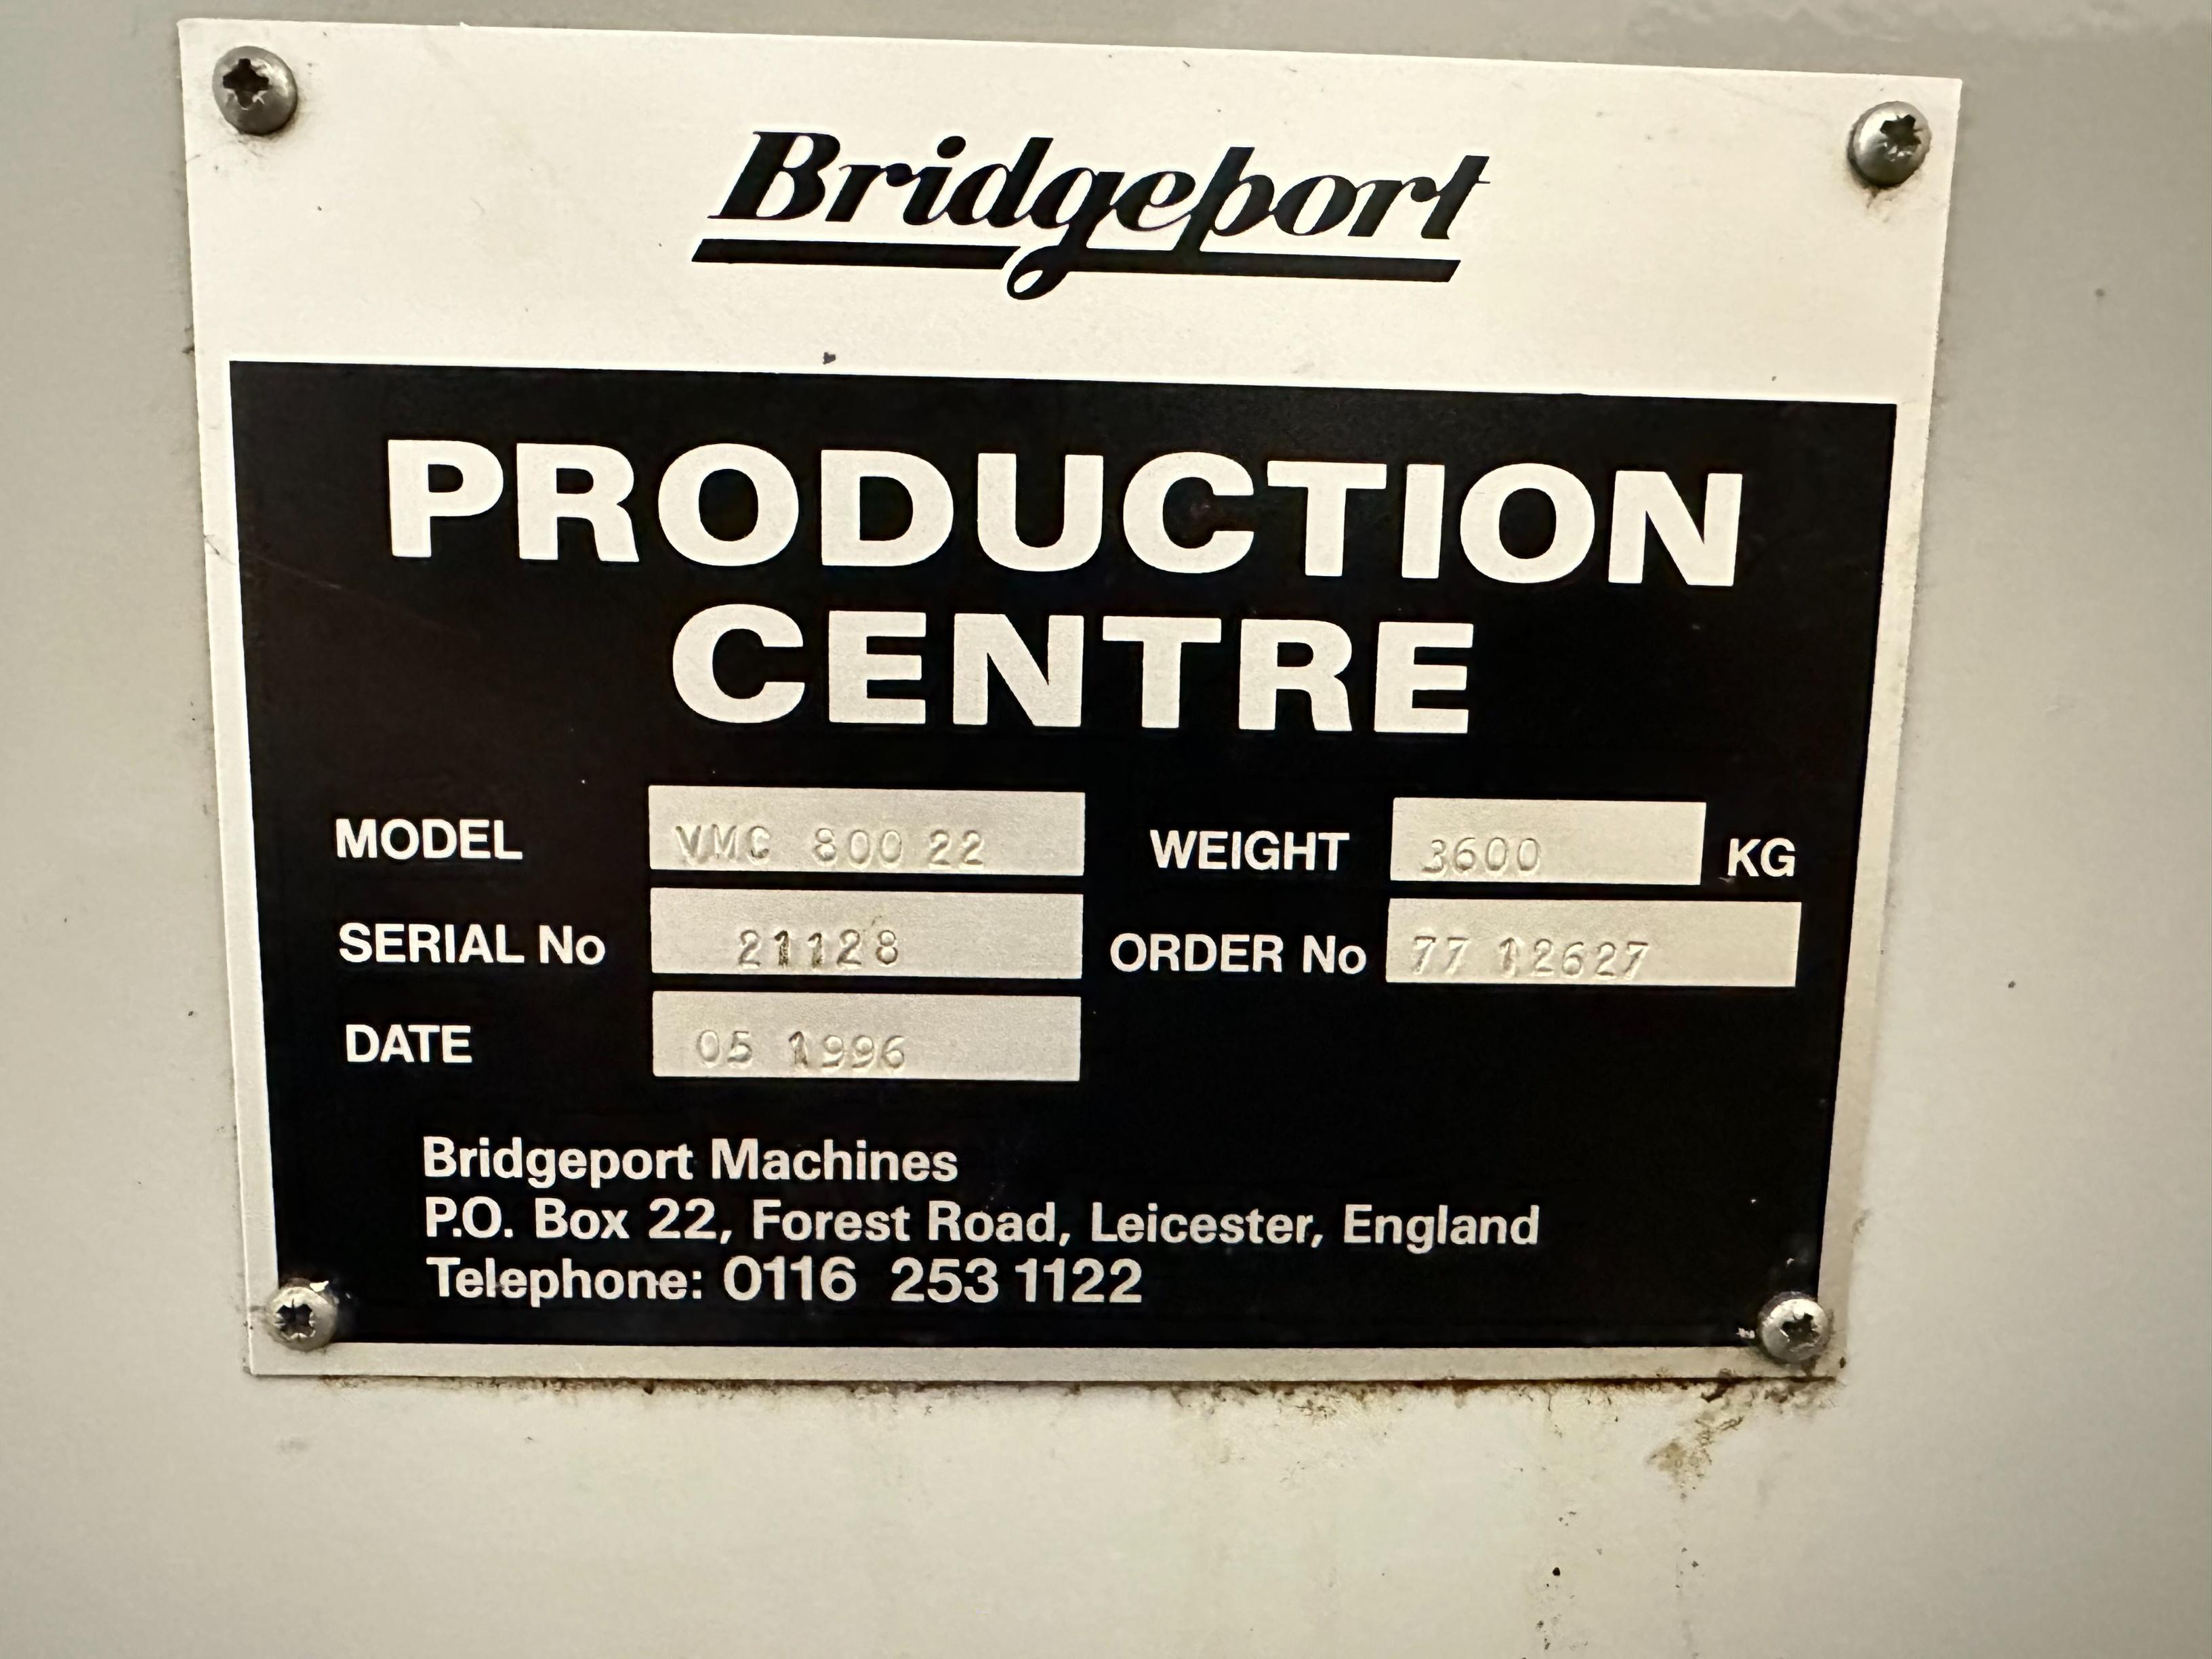 Bridgeport
PRODUCTION
CENTRE
MODEL VMC 800 22 WEIGHT 3600 KG
SERIAL No 21128 ORDER No 77 12627
DATE 05 1996
Bridgeport Machines
P.O. Box 22, Forest Road, Leicester, England
Telephone: 0116 253 1122